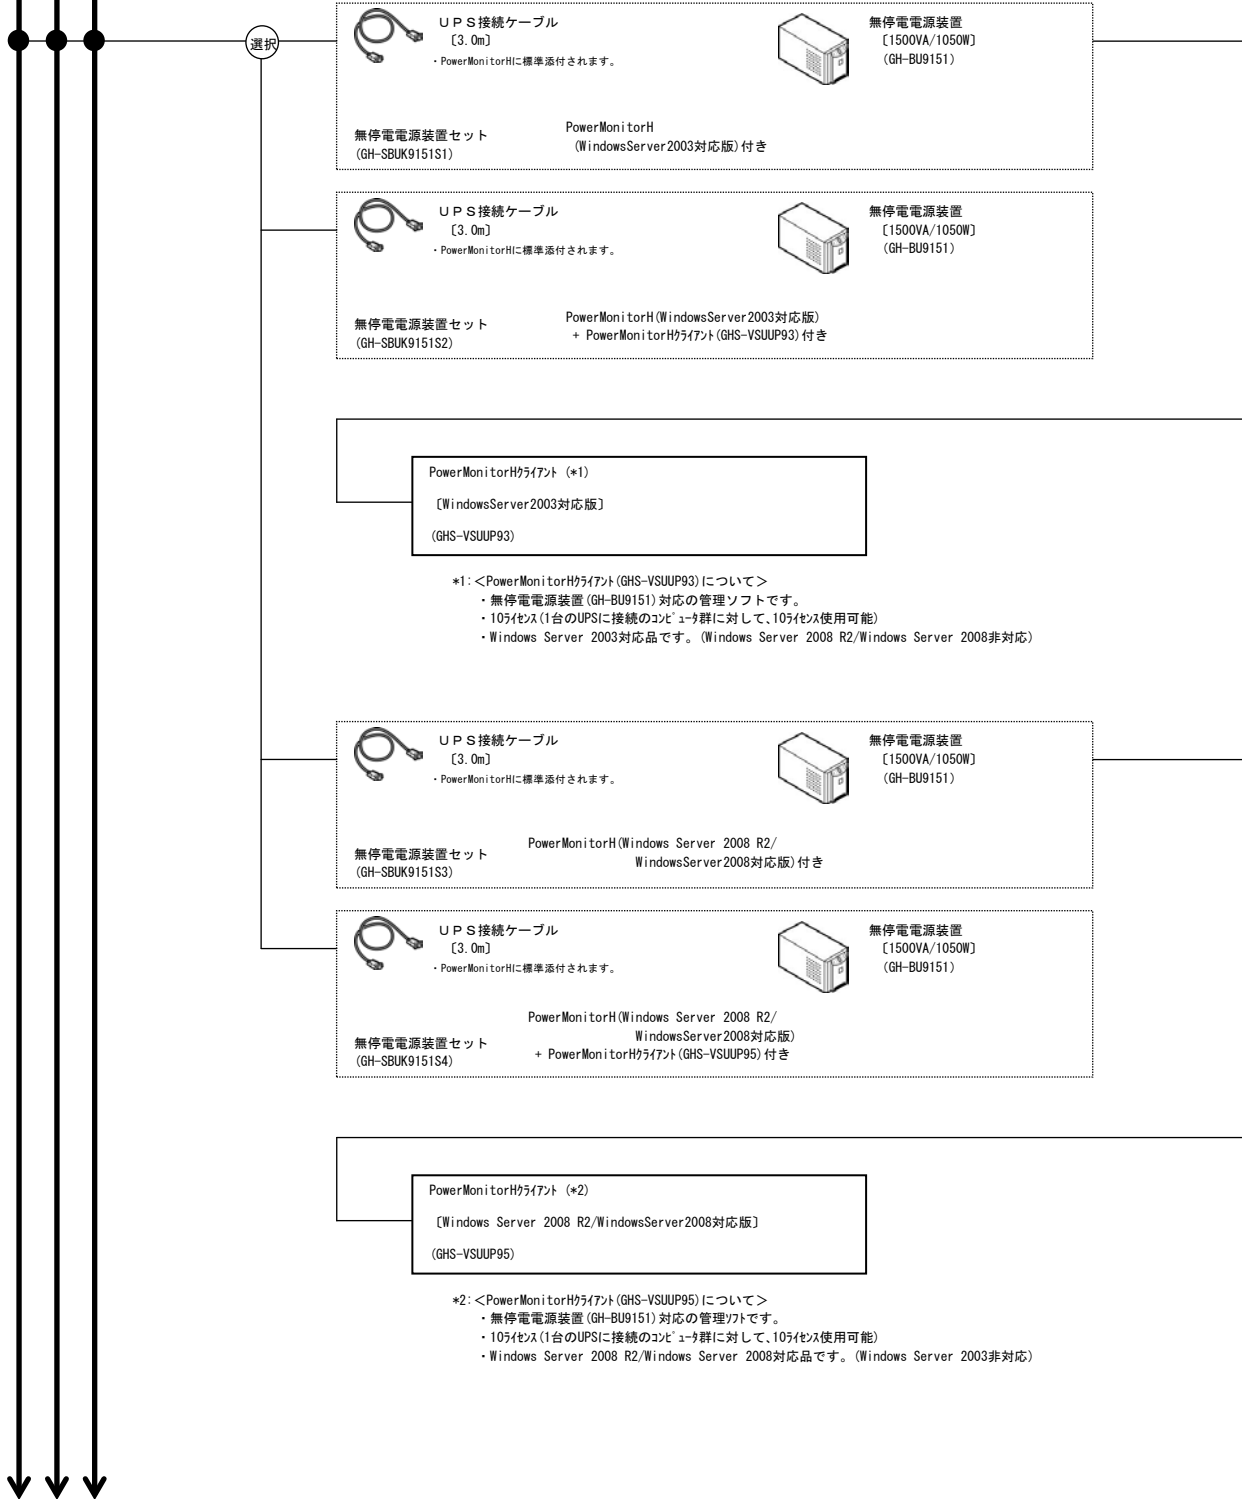 選択
ＵＰＳ接続ケーブル
〔3.0m〕
・PowerMonitorHに標準添付されます。
無停電電源装置
〔1500VA/1050W〕
(GH-BU9151)
無停電電源装置セット
(GH-SBUK9151S1)
PowerMonitorH
(WindowsServer2003対応版)付き
ＵＰＳ接続ケーブル
〔3.0m〕
・PowerMonitorHに標準添付されます。
無停電電源装置
〔1500VA/1050W〕
(GH-BU9151)
無停電電源装置セット
(GH-SBUK9151S2)
PowerMonitorH(WindowsServer2003対応版)
+ PowerMonitorHｸﾗｲｱﾝﾄ(GHS-VSUUP93)付き
PowerMonitorHｸﾗｲｱﾝﾄ (*1)
〔WindowsServer2003対応版〕
(GHS-VSUUP93)
*1:＜PowerMonitorHｸﾗｲｱﾝﾄ(GHS-VSUUP93)について＞
・無停電電源装置(GH-BU9151)対応の管理ソフトです。
・10ﾗｲｾﾝｽ(1台のUPSに接続のｺﾝﾋﾟｭｰﾀ群に対して、10ﾗｲｾﾝｽ使用可能)
・Windows Server 2003対応品です。(Windows Server 2008 R2/Windows Server 2008非対応)
ＵＰＳ接続ケーブル
〔3.0m〕
・PowerMonitorHに標準添付されます。
無停電電源装置
〔1500VA/1050W〕
(GH-BU9151)
無停電電源装置セット
(GH-SBUK9151S3)
PowerMonitorH(Windows Server 2008 R2/
WindowsServer2008対応版)付き
ＵＰＳ接続ケーブル
〔3.0m〕
・PowerMonitorHに標準添付されます。
無停電電源装置
〔1500VA/1050W〕
(GH-BU9151)
無停電電源装置セット
(GH-SBUK9151S4)
PowerMonitorH(Windows Server 2008 R2/
WindowsServer2008対応版)
+ PowerMonitorHｸﾗｲｱﾝﾄ(GHS-VSUUP95)付き
PowerMonitorHｸﾗｲｱﾝﾄ (*2)
〔Windows Server 2008 R2/WindowsServer2008対応版〕
(GHS-VSUUP95)
*2:＜PowerMonitorHｸﾗｲｱﾝﾄ(GHS-VSUUP95)について＞
・無停電電源装置(GH-BU9151)対応の管理ｿﾌﾄです。
・10ﾗｲｾﾝｽ(1台のUPSに接続のｺﾝﾋﾟｭｰﾀ群に対して、10ﾗｲｾﾝｽ使用可能)
・Windows Server 2008 R2/Windows Server 2008対応品です。(Windows Server 2003非対応)